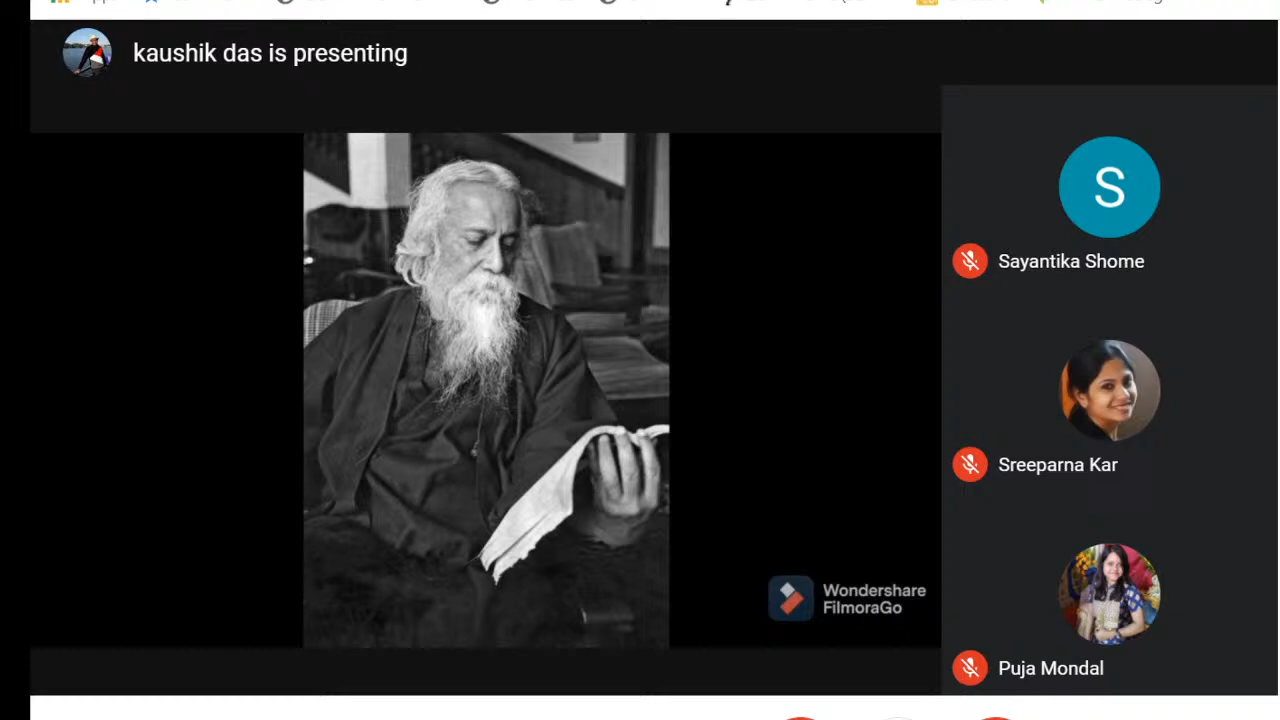 kaushik das is presenting
S
Sayantika Shome
Sreeparna Kar
Wondershare
FilmoraGo
Puja Mondal